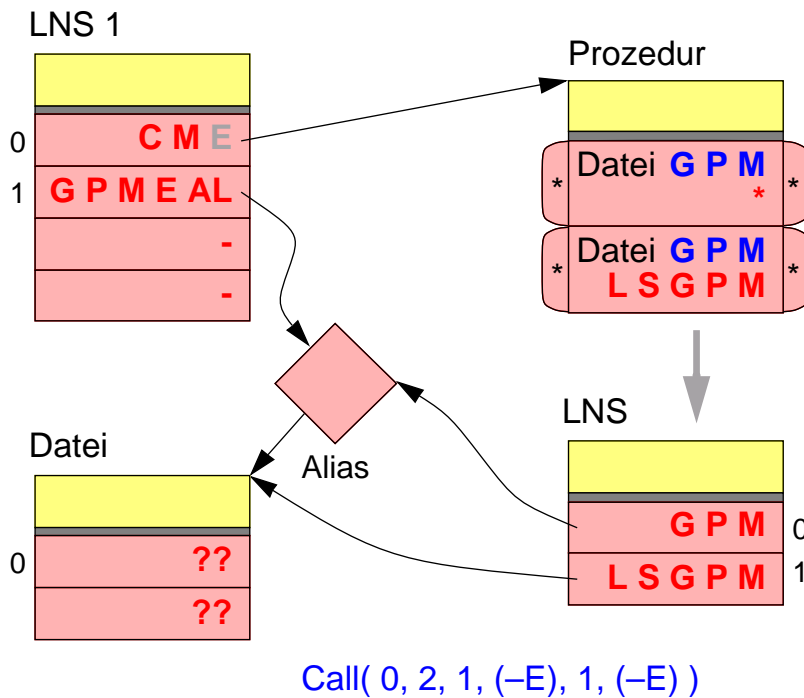 LNS 1
0
C M E
1
G P M E AL
-
-
Prozedur
* Datei G P M *
*
* Datei G P M *
L S G P M
Alias
Datei
0
??
??
LNS
G P M 0
L S G P M 1
Call( 0, 2, 1, (–E), 1, (–E) )